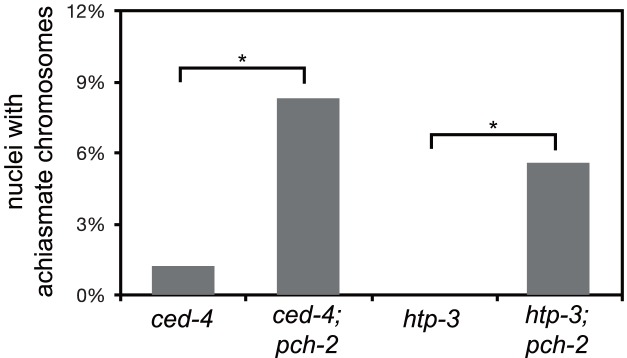 nuclei with
achiasmate chromosomes
12%
9%
6%
3%
0%
*
*
ced-4
ced-4;
pch-2
htp-3
htp-3;
pch-2